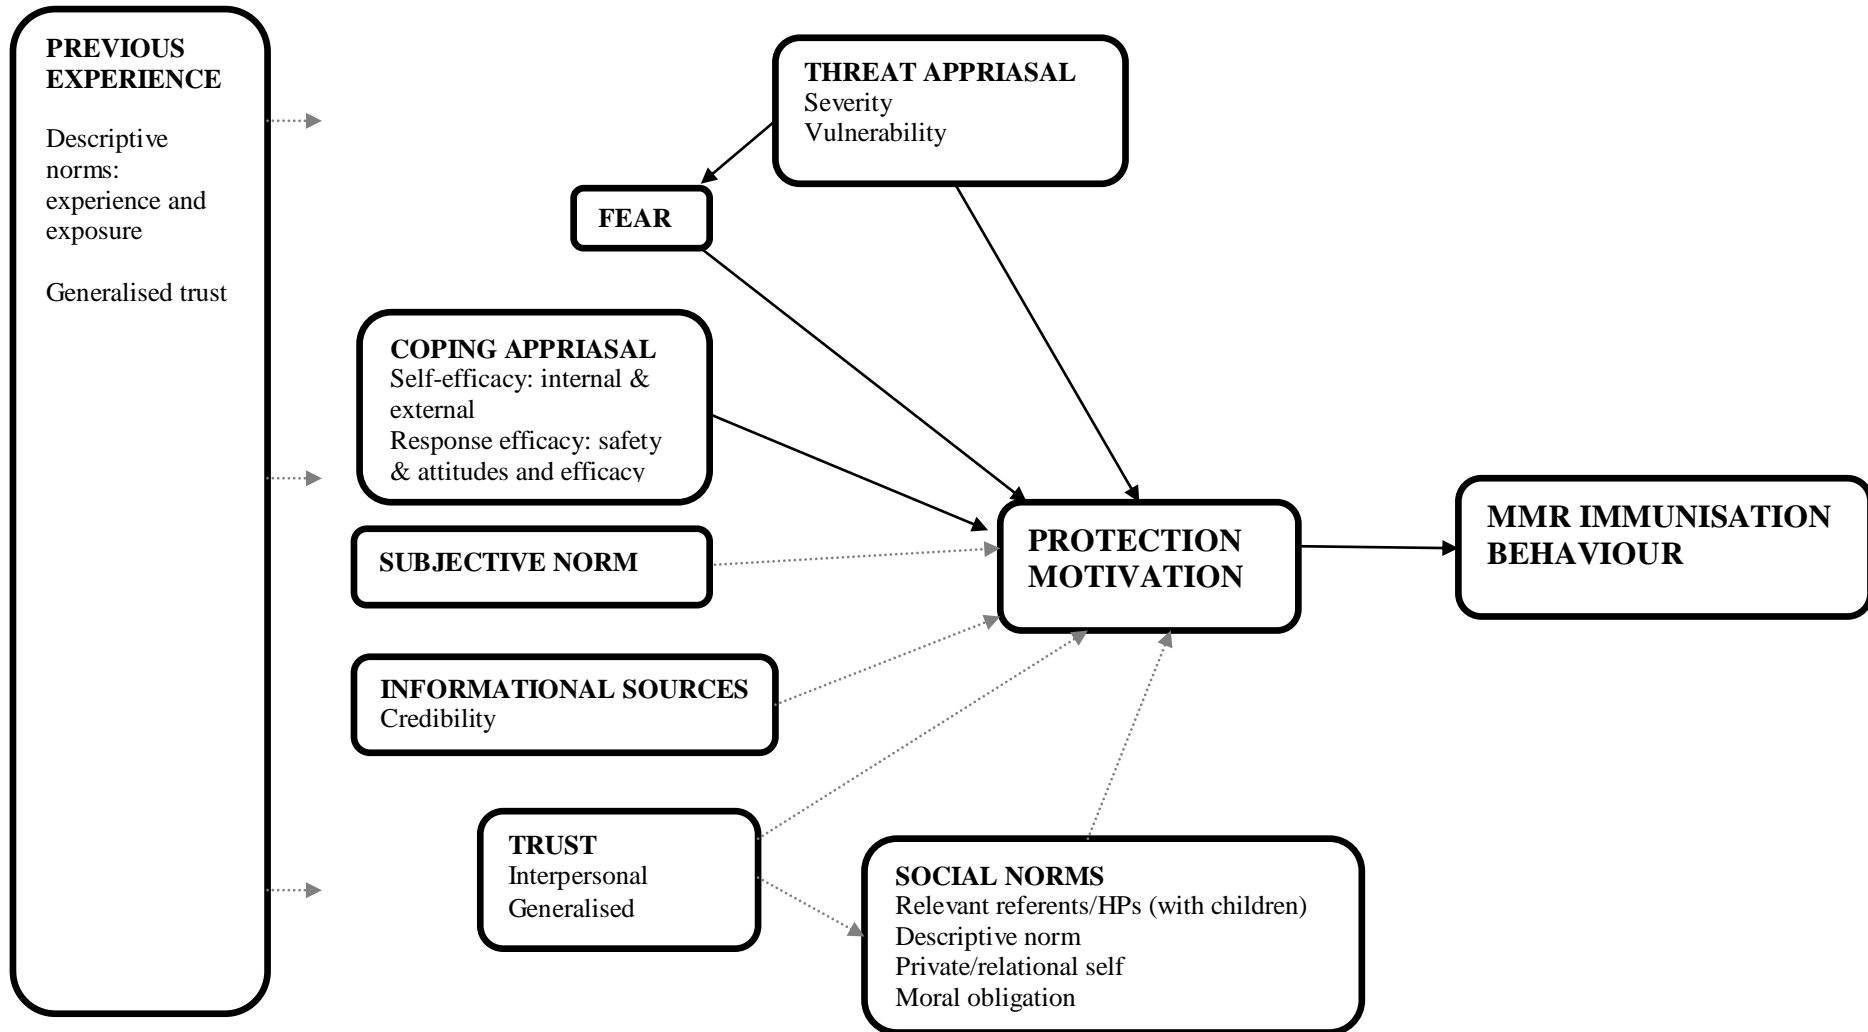 PREVIOUS
EXPERIENCE
Descriptive
norms:
experience and
exposure
Generalised trust
THREAT APPRIASAL
Severity
Vulnerability
FEAR
COPING APPRIASAL
Self-efficacy: internal &
external
Response efficacy: safety
& attitudes and efficacy
SUBJECTIVE NORM
INFORMATIONAL SOURCES
Credibility
TRUST
Interpersonal
Generalised
SOCIAL NORMS
Relevant referents/HPs (with children)
Descriptive norm
Private/relational self
Moral obligation
PROTECTION
MOTIVATION
MMR IMMUNISATION
BEHAVIOUR